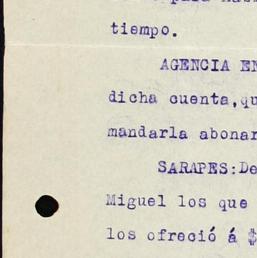 tiempo.
AGENCIA EN
dicha cuenta,qu
mandarla abonar
SARAPES:De
Miguel los que
los ofreció á $